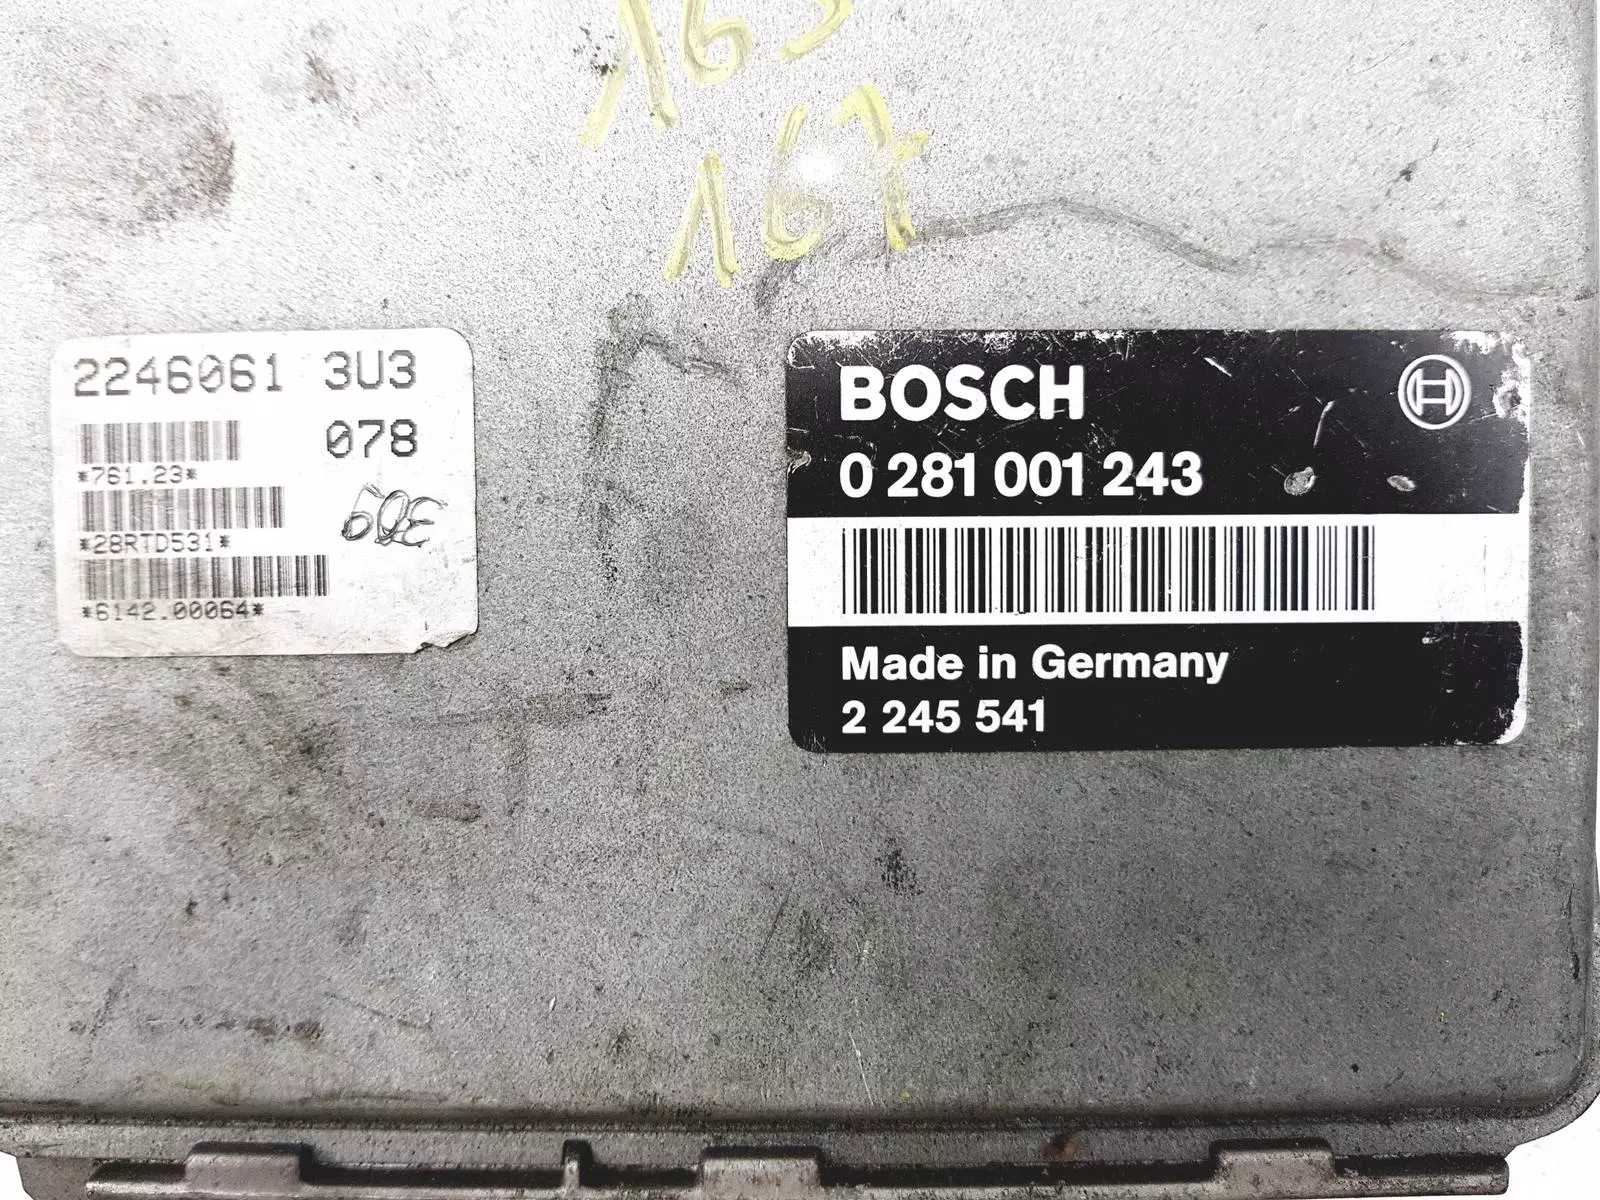 163
167
2246061 3U3
078
*761.23*
*28RTD531*
*6142.00064*
BOSCH
0 281 001 243
Made in Germany
2 245 541